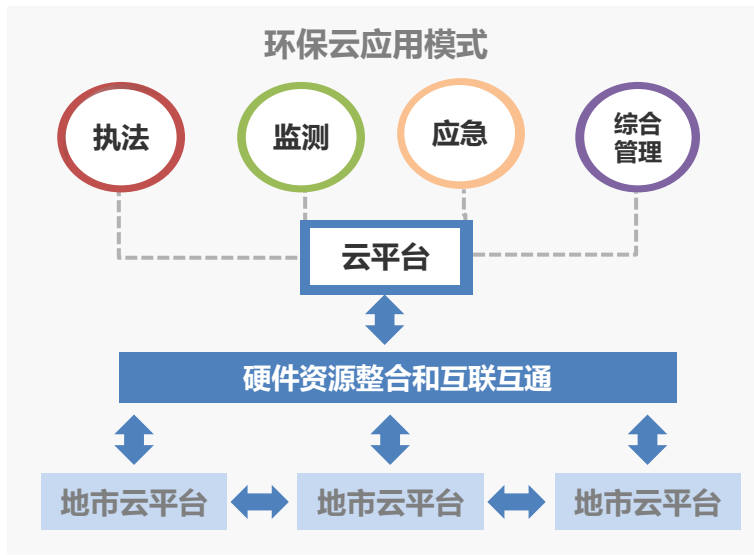 环保云应用模式
执法
监测
应急
综合
管理
云平台
硬件资源整合和互联互通
地市云平台
地市云平台
地市云平台